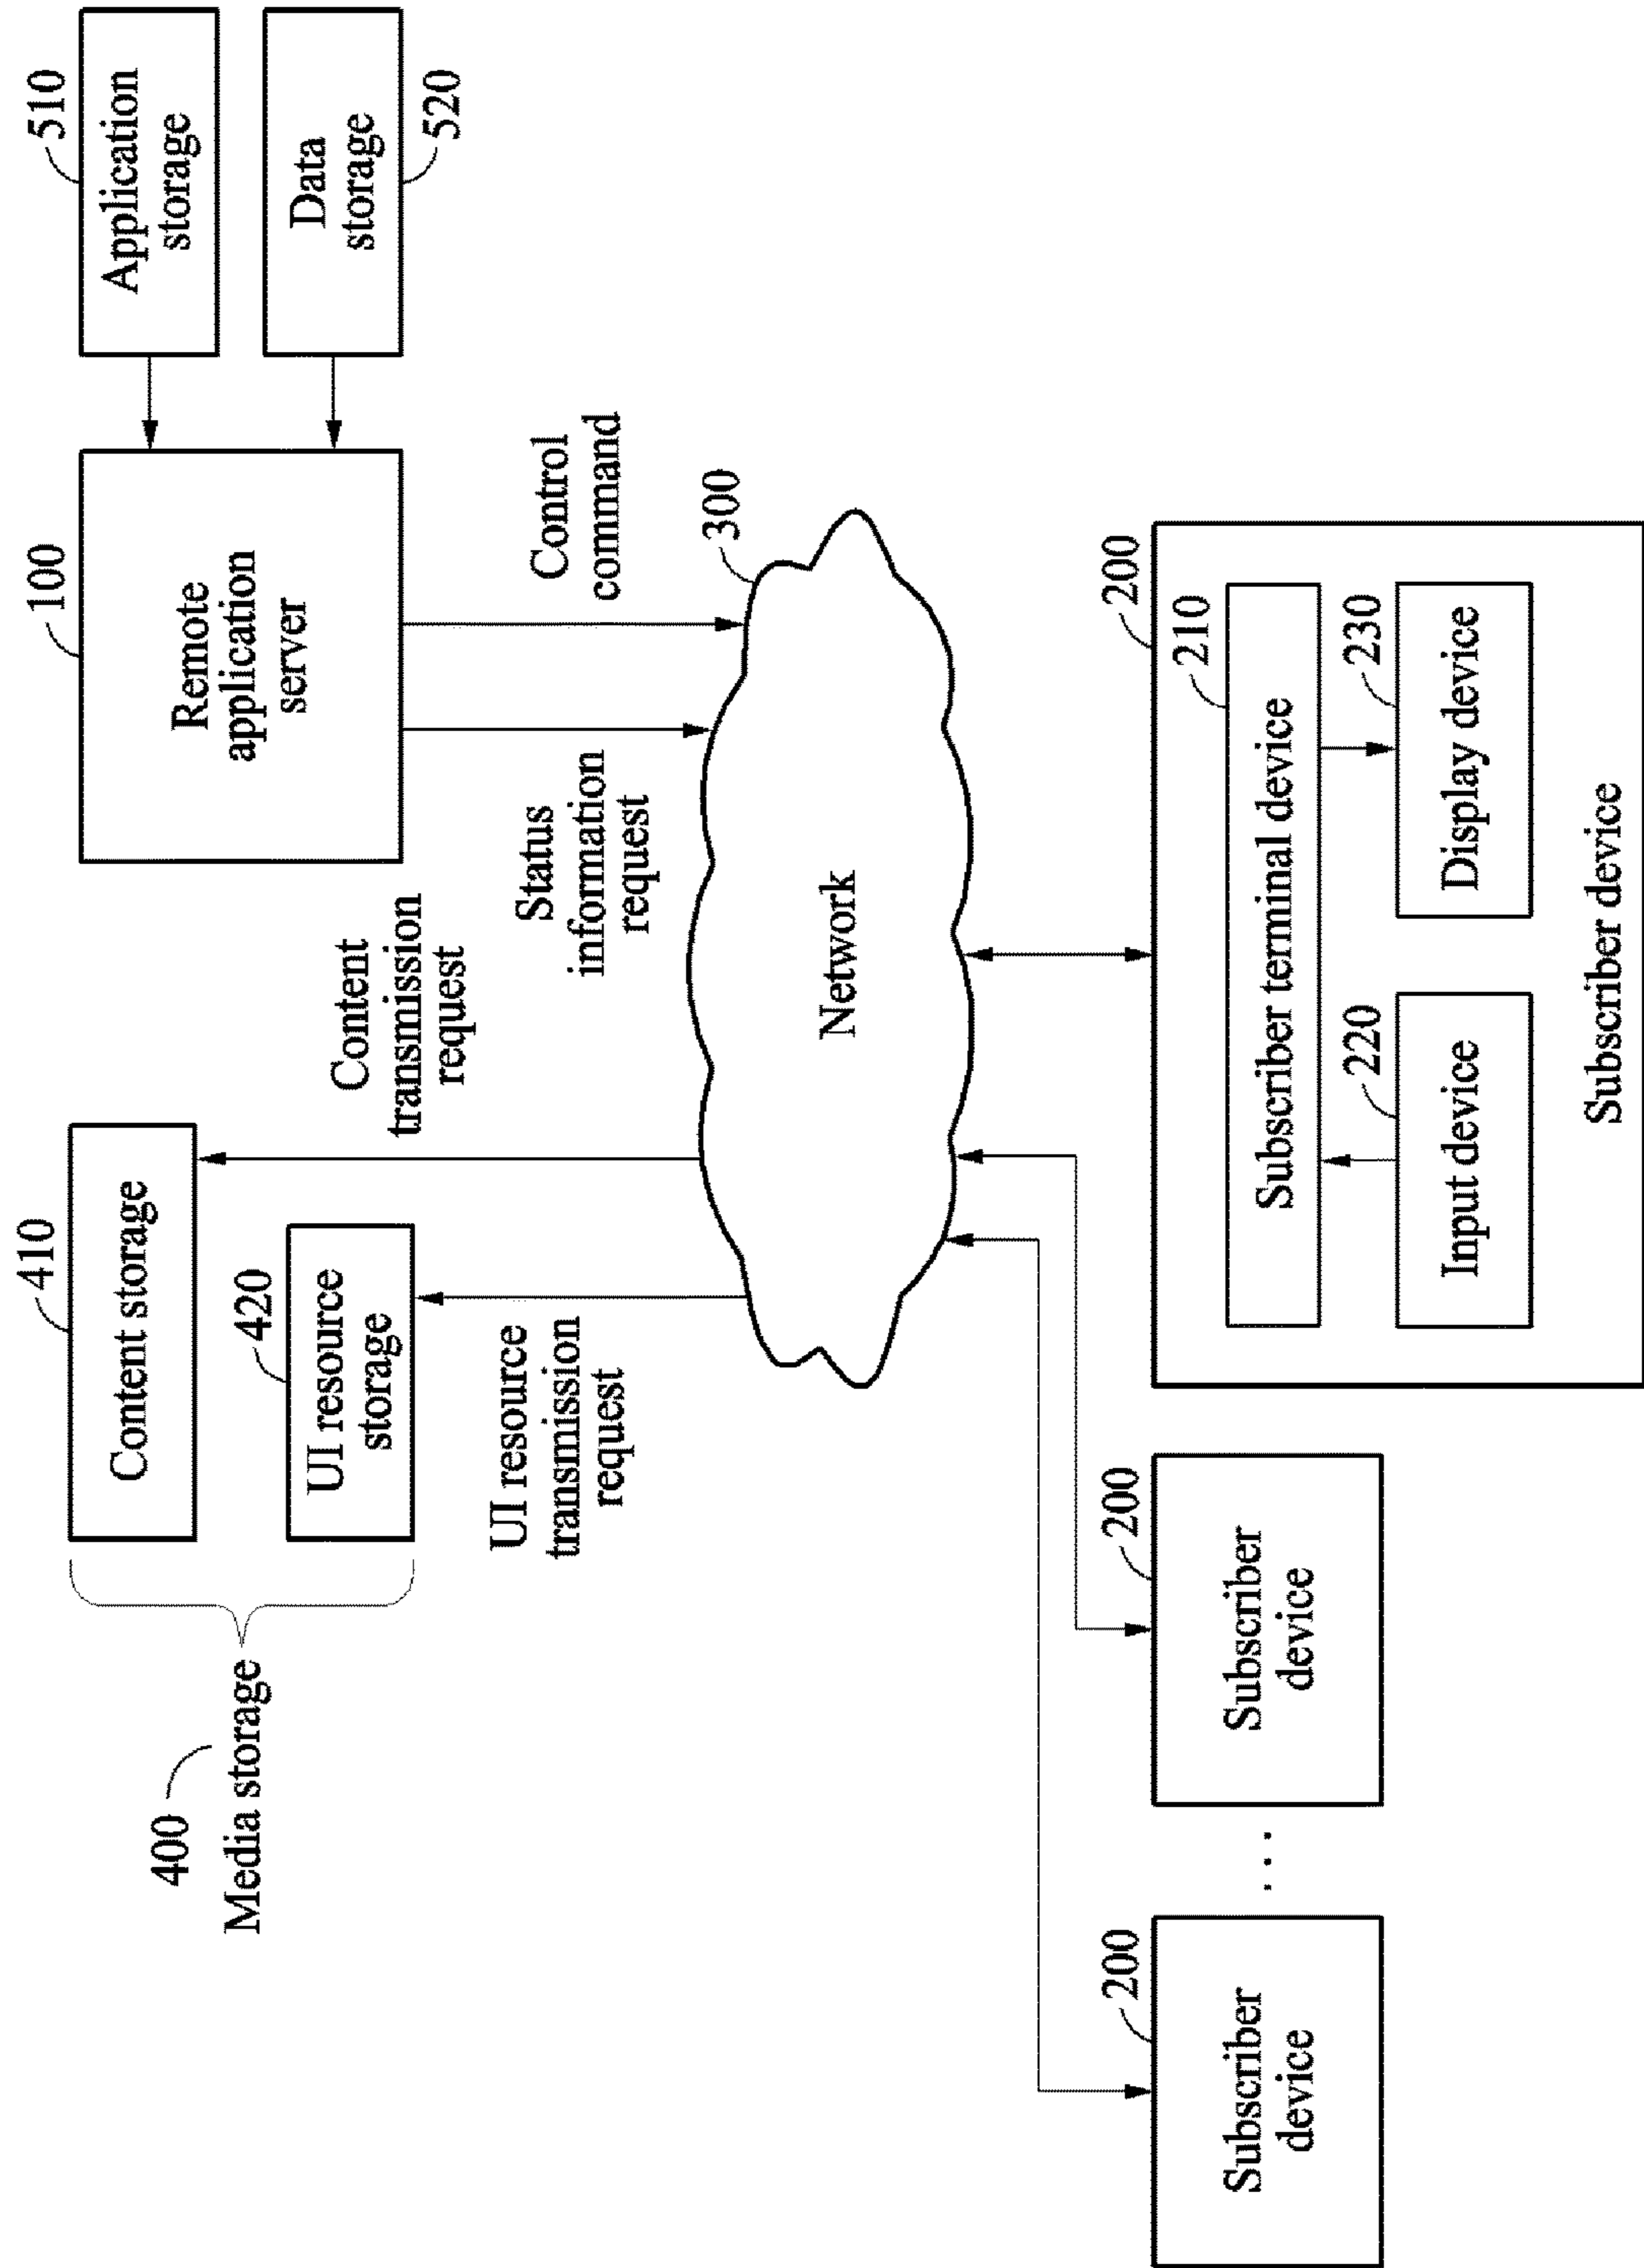 400
Media storage
410
Content storage
420
UI resource
storage
UI resource
transmission
request
Content
transmission
request
100
Remote
application
server
510
Application
storage
520
Data
storage
Status
information
request
Control
command
300
Network
200
Subscriber
device
. . .
200
Subscriber
device
200
210
Subscriber terminal device
220
Input device
230
Display device
Subscriber device